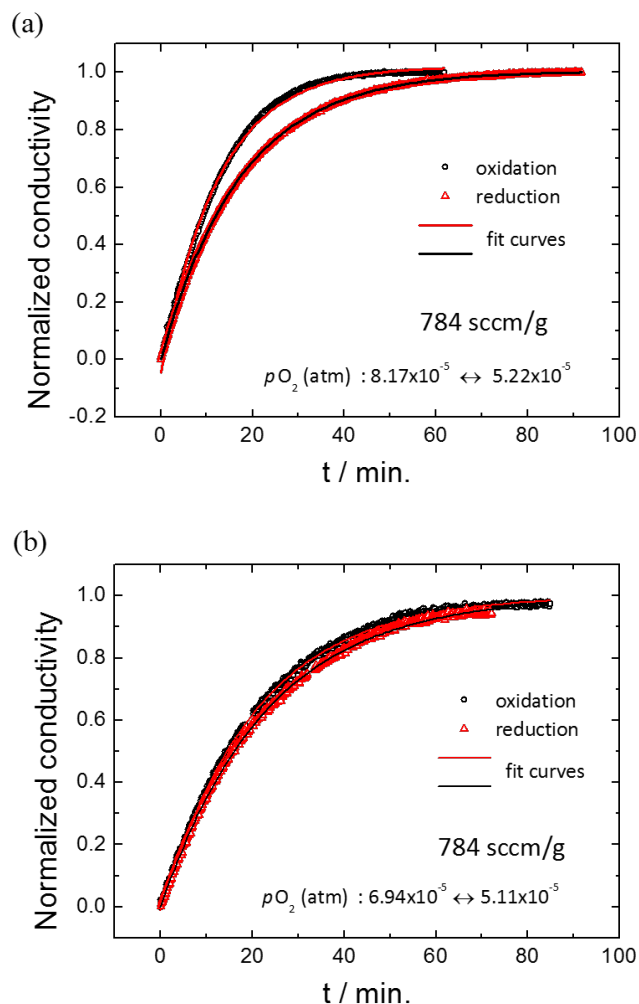 (a)
1.0
0.8
0.6
0.4
0.2
0.0
-0.2
Normalized conductivity
oxidation
reduction
fit curves
784 sccm/g
pO2 (atm) : 8.17x10-5 ↔ 5.22x10-5
0 20 40 60 80 100
t / min.
(b)
1.0
0.8
0.6
0.4
0.2
0.0
Normalized conductivity
oxidation
reduction
fit curves
784 sccm/g
pO2 (atm) : 6.94x10-5 ↔ 5.11x10-5
0 20 40 60 80 100
t / min.